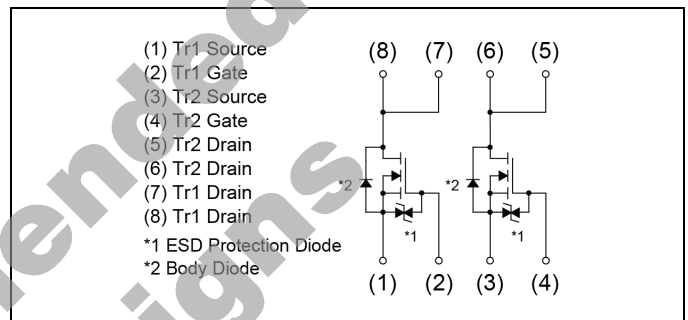 (1) Tr1 Source
(2) Tr1 Gate
(3) Tr2 Source
(4) Tr2 Gate
(5) Tr2 Drain
(6) Tr2 Drain
(7) Tr1 Drain
(8) Tr1 Drain
*1 ESD Protection Diode
*2 Body Diode
(8) (7) (6) (5)
*2 *2
*1 *1
(1) (2) (3) (4)